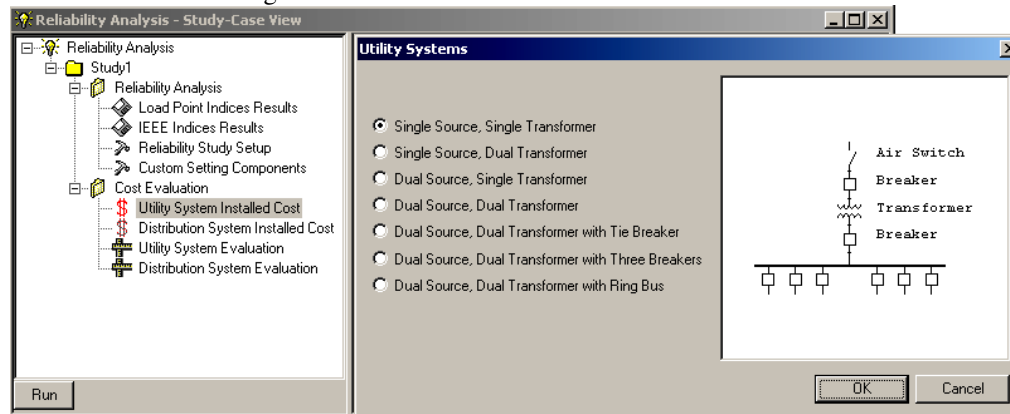 Reliability Analysis - Study-Case View
Reliability Analysis
Study1
Reliability Analysis
Load Point Indices Results
IEEE Indices Results
Reliability Study Setup
Custom Setting Components
Cost Evaluation
$ Utility System Installed Cost
$ Distribution System Installed Cost
Utility System Evaluation
Distribution System Evaluation
Run
Utility Systems
Single Source, Single Transformer
Single Source, Dual Transformer
Dual Source, Single Transformer
Dual Source, Dual Transformer
Dual Source, Dual Transformer with Tie Breaker
Dual Source, Dual Transformer with Three Breakers
Dual Source, Dual Transformer with Ring Bus
Air Switch
Breaker
Transformer
Breaker
OK
Cancel